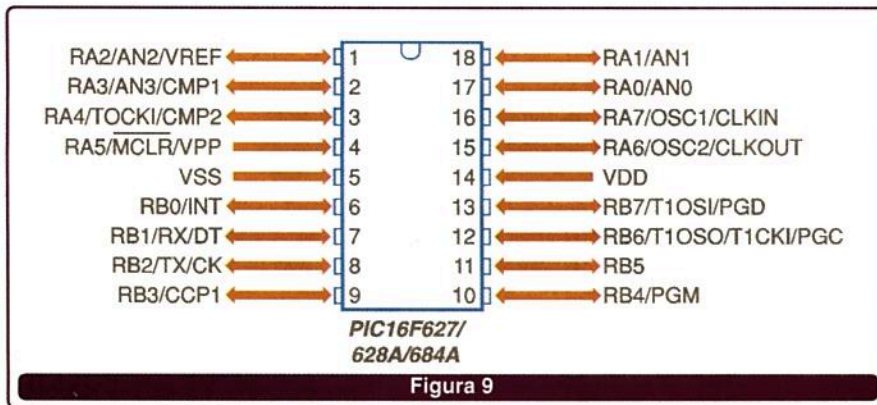 RA2/AN2/VREF 1 18 RA1/AN1
RA3/AN3/CMP1 2 17 RA0/AN0
RA4/TOCKI/CMP2 3 16 RA7/OSC1/CLKIN
RA5/MCLR/VPP 4 15 RA6/OSC2/CLKOUT
VSS 5 14 VDD
RB0/INT 6 13 RB7/T1OSI/PGD
RB1/RX/DT 7 12 RB6/T1OSO/T1CKI/PGC
RB2/TX/CK 8 11 RB5
RB3/CCP1 9 10 RB4/PGM
PIC16F627/
628A/684A
Figura 9